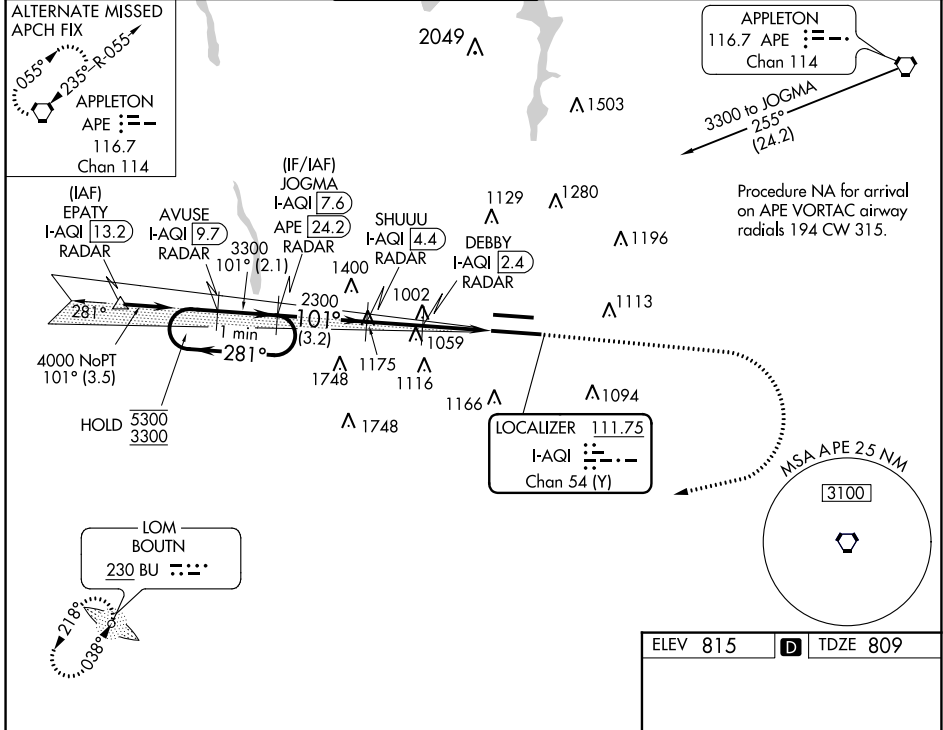 ALTERNATE MISSED
APCH FIX
055°
235°
R-055
APPLETON
APE
116.7
Chan 114
2049
1503
APPLETON
116.7 APE
Chan 114
3300 to JOGMA
255°
(24.2)
Procedure NA for arrival
on APE VORTAC airway
radials 194 CW 315.
(IAF)
EPATY
I-AQI 13.2
RADAR
AVUSE
I-AQI 9.7
RADAR
3300
101° (2.1)
(IF/IAF)
JOGMA
I-AQI 7.6
APE 24.2
RADAR
SHUUU
I-AQI 4.4
RADAR
DEBBY
I-AQI 2.4
RADAR
1129
1280
1196
1400
1002
1113
281°
2300
101°
(3.2)
1 min
281°
1059
4000 NoPT
101° (3.5)
1748
1175
1116
HOLD 5300
3300
1748
1166
1094
LOCALIZER 111.75
I-AQI
Chan 54 (Y)
MSA APE 25 NM
3100
LOM
BOUTN
230 BU
218°
038°
ELEV 815 D TDZE 809